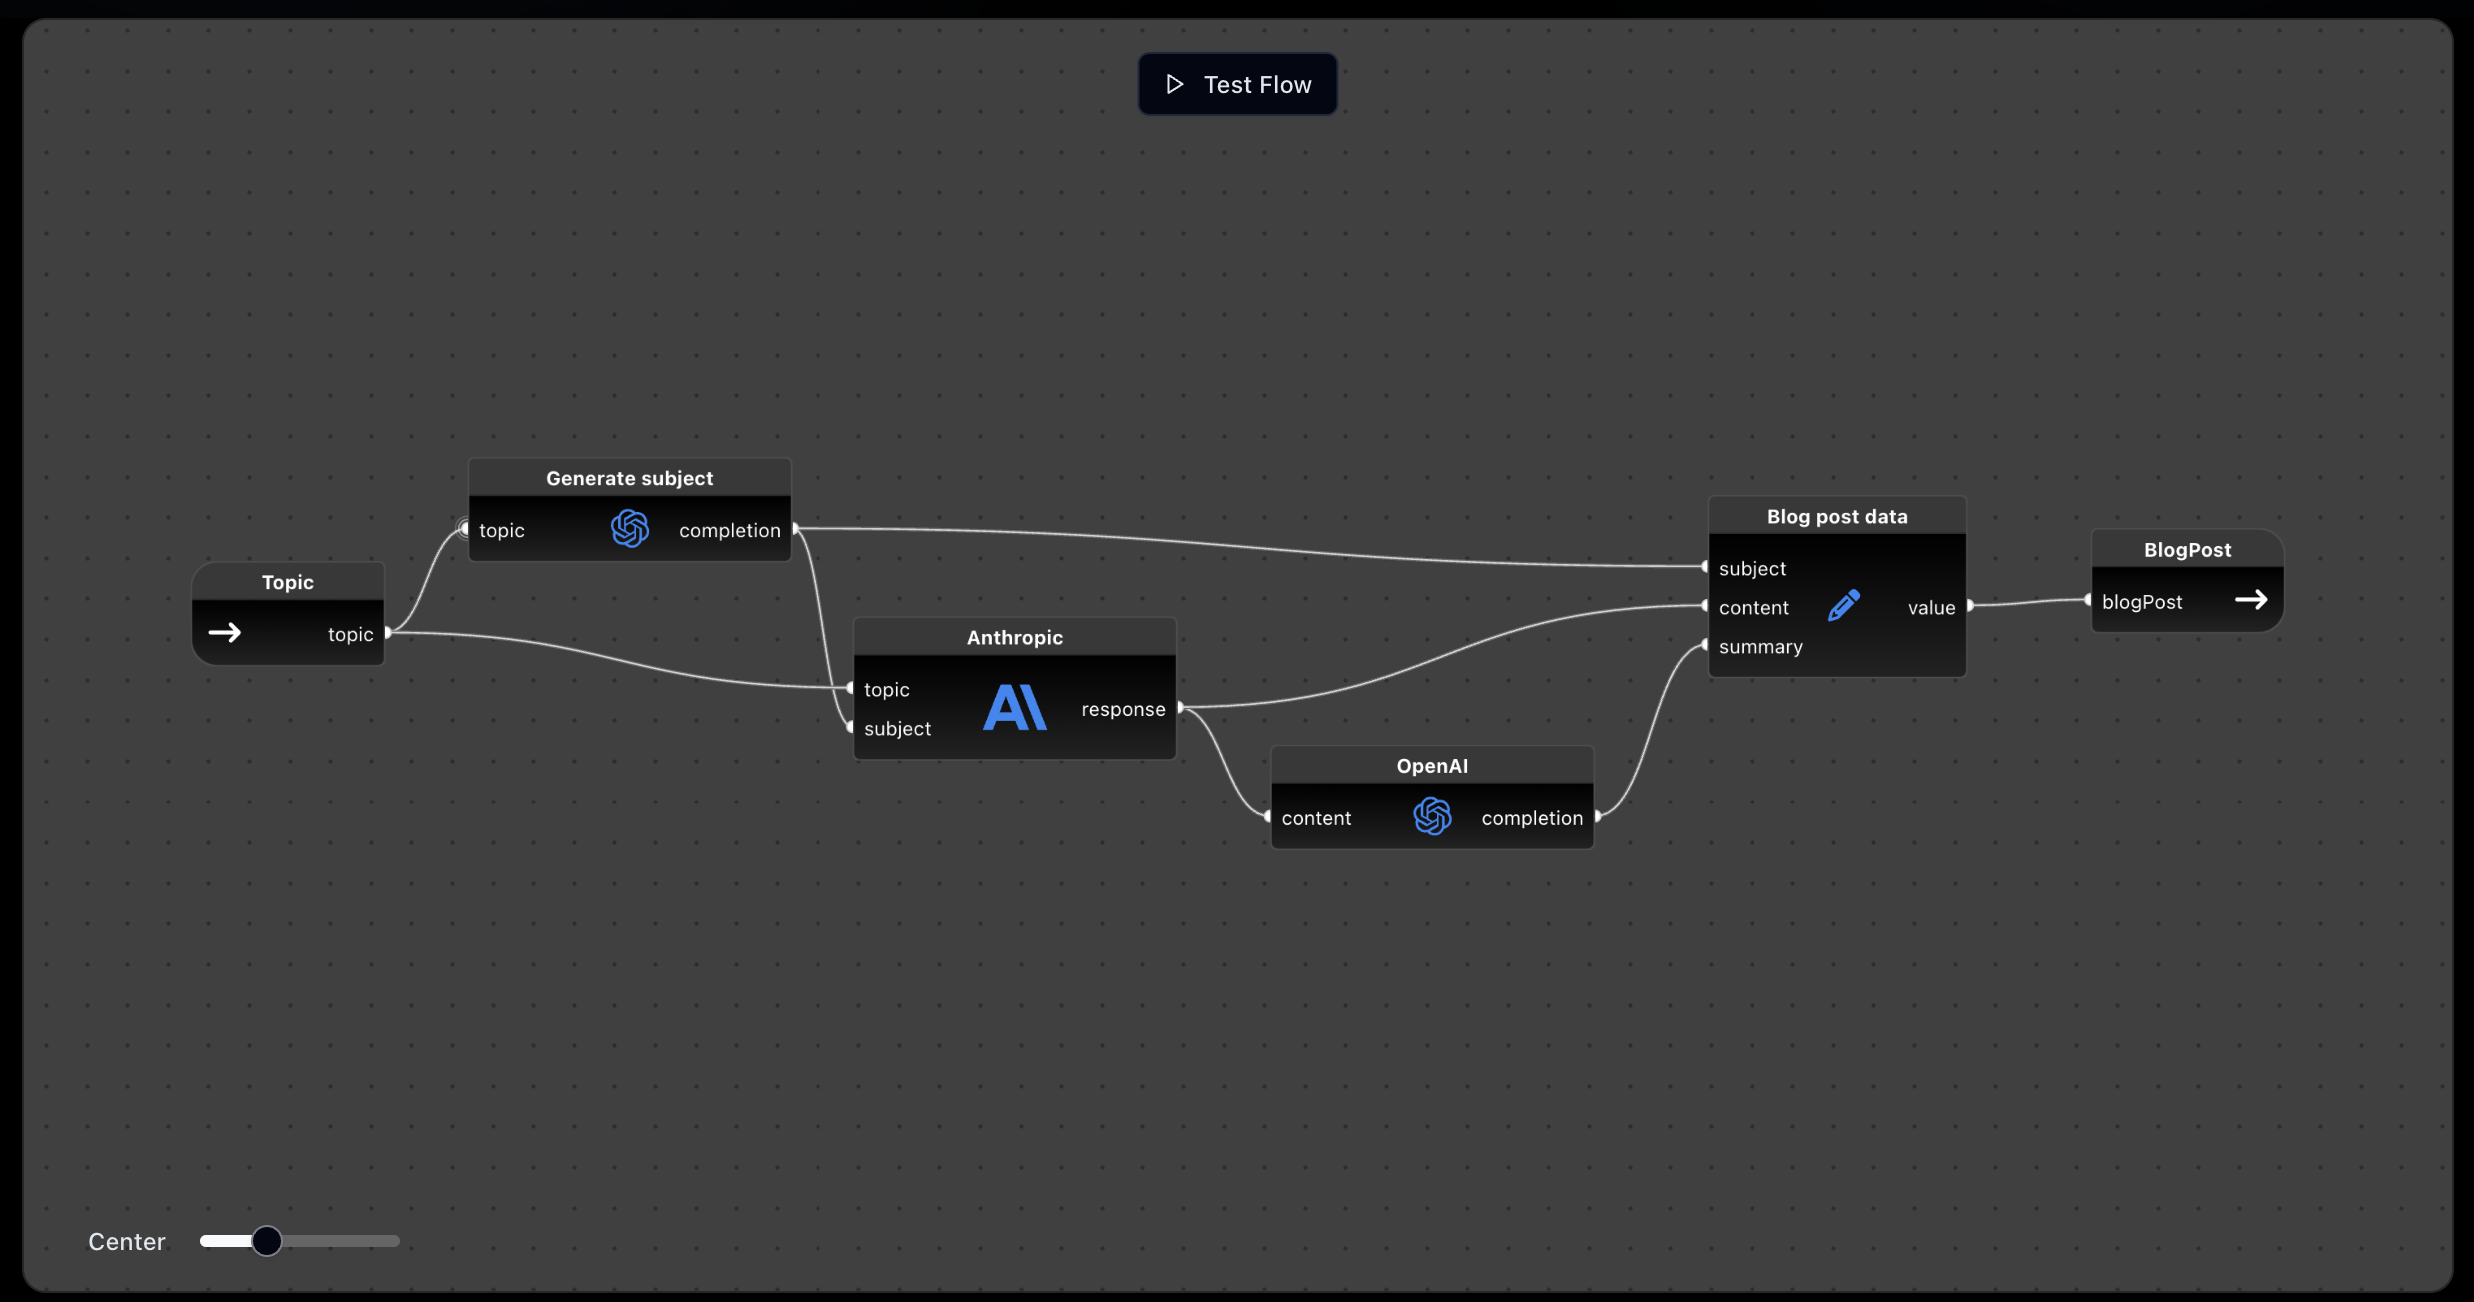 Test Flow
Generate subject
topic
completion
Topic
topic
Anthropic
topic
subject
response
OpenAI
content
completion
Blog post data
subject
content
summary
value
BlogPost
blogPost
Center